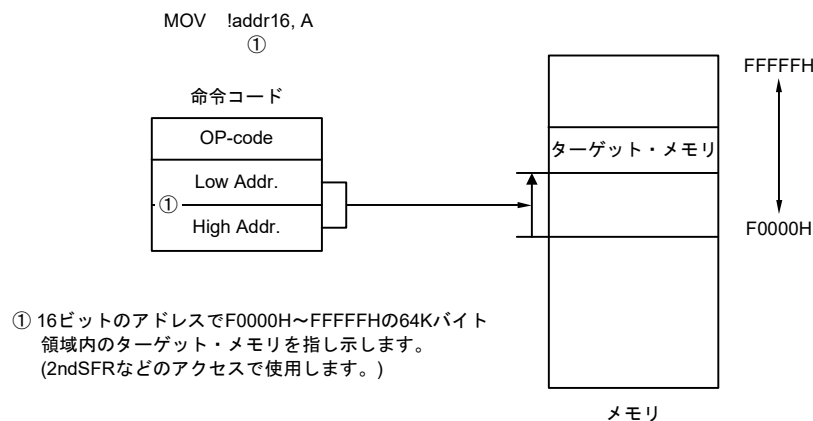 MOV !addr16, A
①
命令コード
OP-code
Low Addr.
①
High Addr.
FFFFFH
ターゲット・メモリ
F0000H
① 16ビットのアドレスでF0000H～FFFFFHの64Kバイト
領域内のターゲット・メモリを指し示します。
(2ndSFRなどのアクセスで使用します。)
メモリ